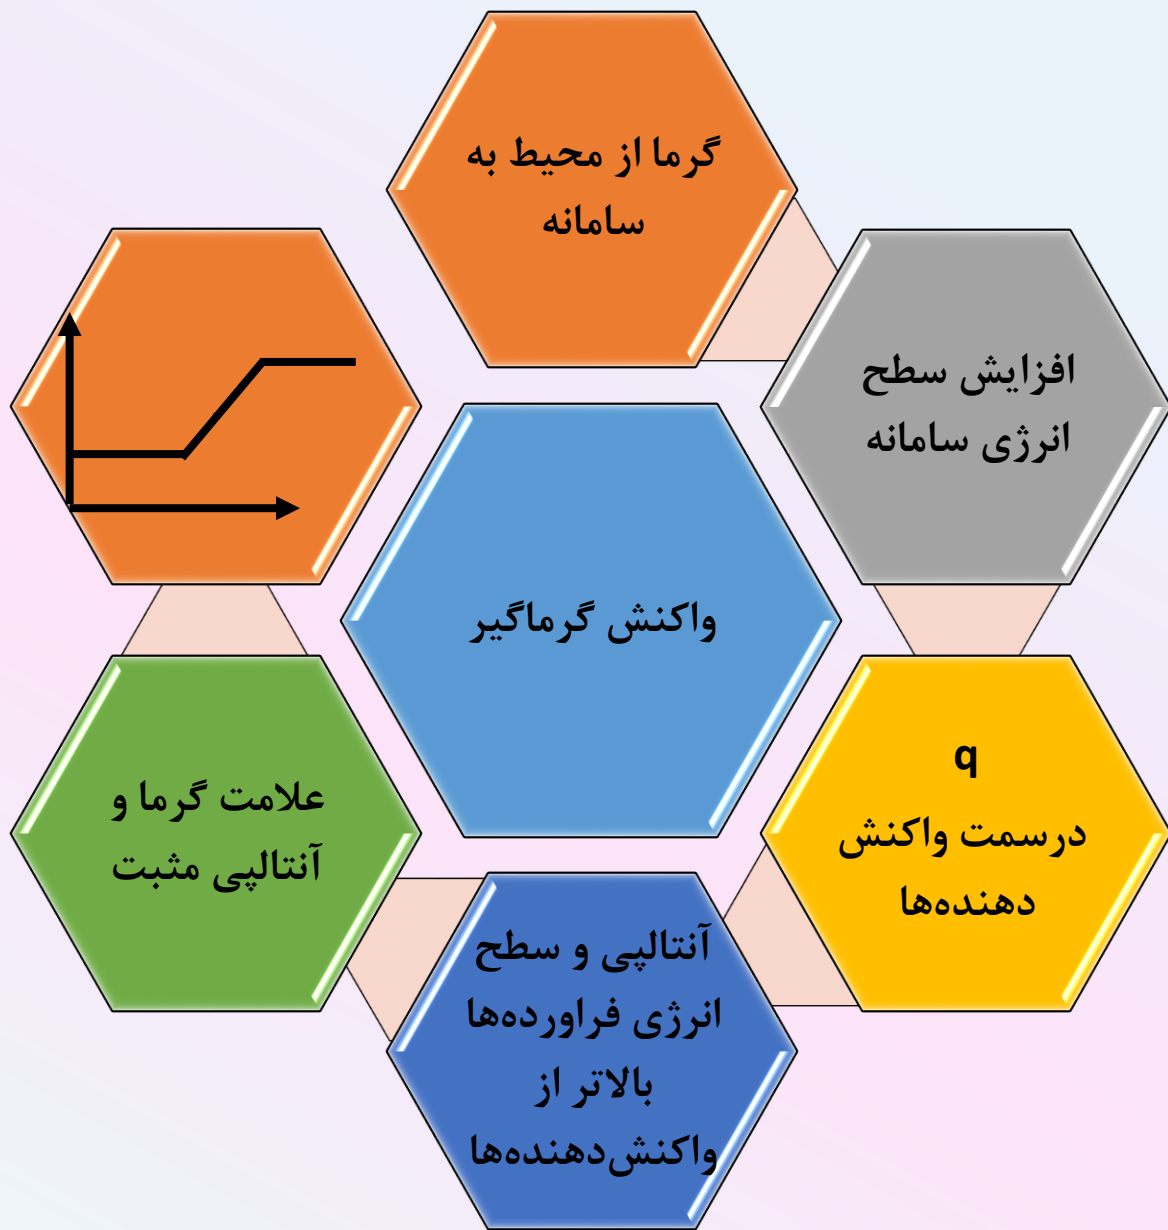 گرما از محیط به
سامانه
افزایش سطح
انرژی سامانه
q
درسمت واکنش
دهنده‌ها
آنتالپی و سطح
انرژی فراورده‌ها
بالاتر از
واکنش‌دهنده‌ها
علامت گرما و
آنتالپی مثبت
واکنش گرماگیر